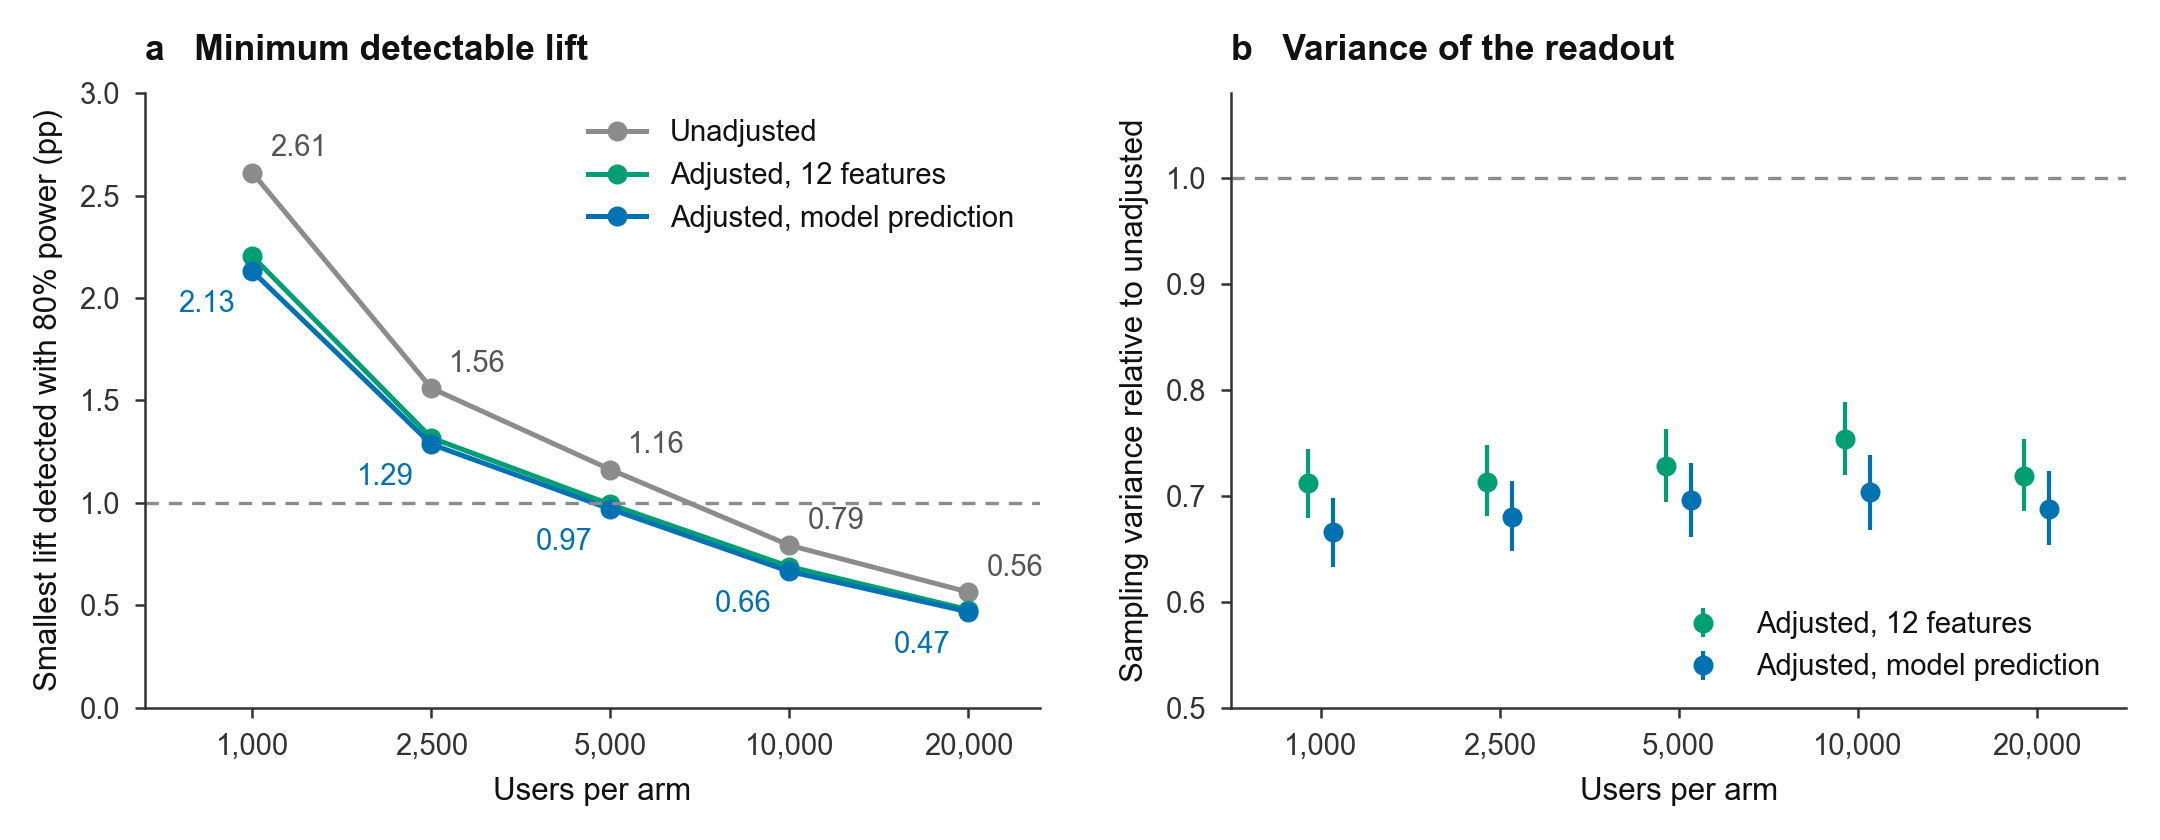 a Minimum detectable lift
Smallest lift detected with 80% power (pp)
3.0
2.5
2.0
1.5
1.0
0.5
0.0
2.61
1.56
1.16
0.79
0.56
2.13
1.29
0.97
0.66
0.47
Unadjusted
Adjusted, 12 features
Adjusted, model prediction
1,000 2,500 5,000 10,000 20,000
Users per arm
b Variance of the readout
Sampling variance relative to unadjusted
1.0
0.9
0.8
0.7
0.6
0.5
Adjusted, 12 features
Adjusted, model prediction
1,000 2,500 5,000 10,000 20,000
Users per arm